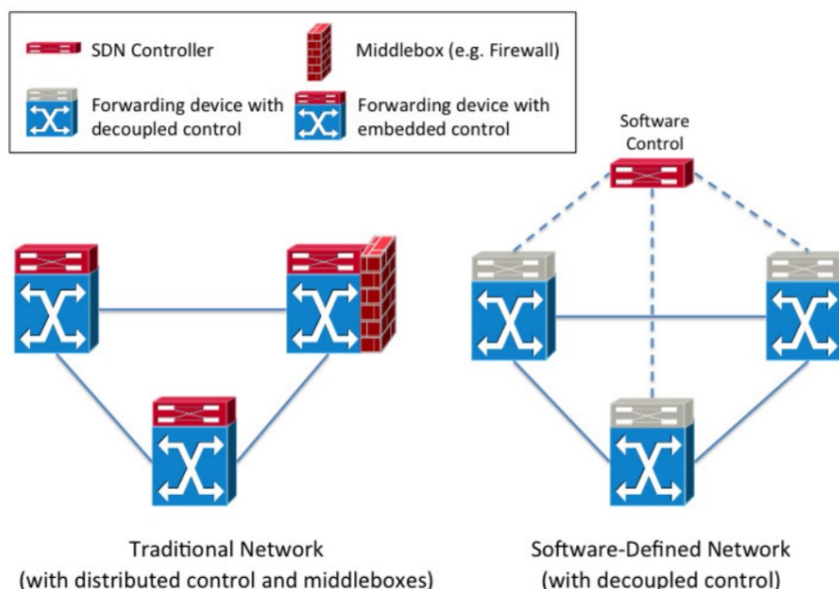 SDN Controller
Middlebox (e.g. Firewall)
Forwarding device with
decoupled control
Forwarding device with
embedded control
Software
Control
Traditional Network
(with distributed control and middleboxes)
Software-Defined Network
(with decoupled control)